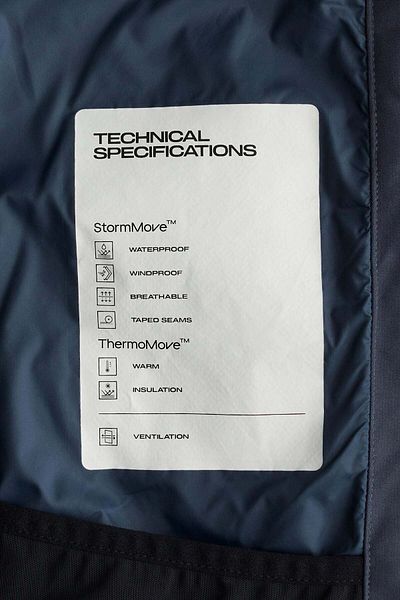 TECHNICAL
SPECIFICATIONS
StormMove™
WATERPROOF
WINDPROOF
BREATHABLE
TAPED SEAMS
ThermoMove™
WARM
INSULATION
VENTILATION